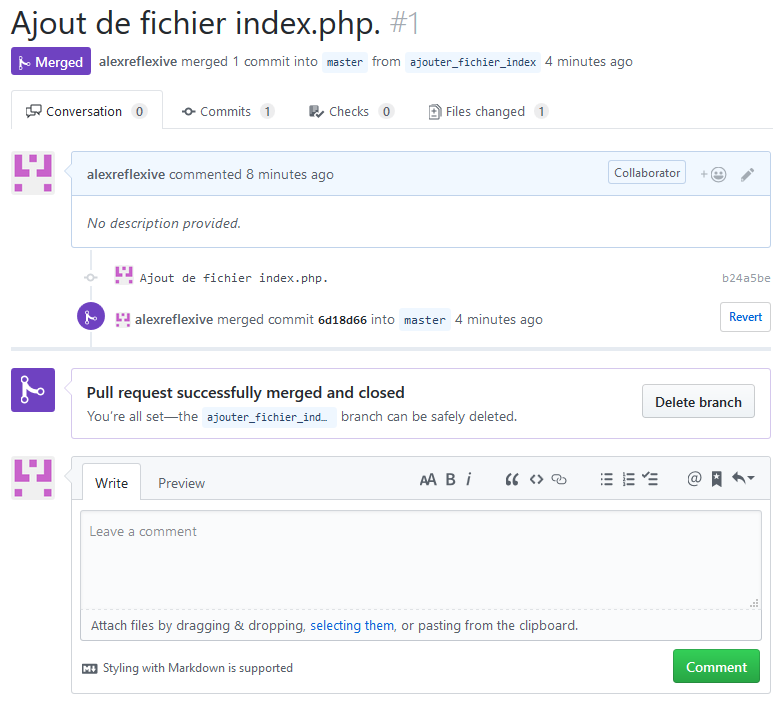 Ajout de fichier index.php. #1
Merged alexreflexive merged 1 commit into master from ajouter_fichier_index 4 minutes ago
Conversation 0 Commits 1 Checks 0 Files changed 1
alexreflexive commented 8 minutes ago Collaborator
No description provided.
Ajout de fichier index.php. b24a5be
alexreflexive merged commit 6d18d66 into master 4 minutes ago Revert
Pull request successfully merged and closed
You're all set—the ajouter_fichier_ind… branch can be safely deleted. Delete branch
Write Preview
Leave a comment
Attach files by dragging & dropping, selecting them, or pasting from the clipboard.
Styling with Markdown is supported Comment